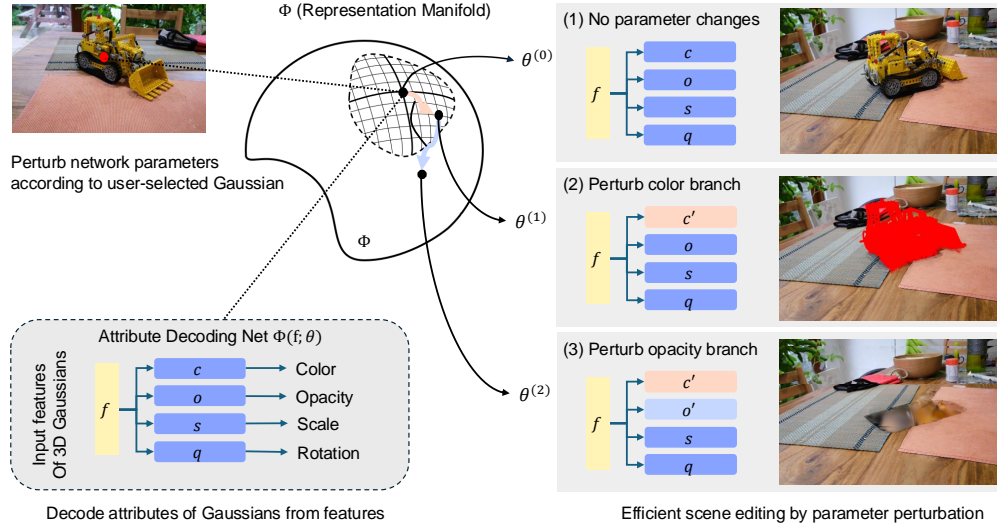 Φ (Representation Manifold)
θ(0)
Perturb network parameters
according to user-selected Gaussian
Φ
θ(1)
θ(2)
Attribute Decoding Net Φ(f; θ)
Input features
Of 3D Gaussians
f
c
Color
o
Opacity
s
Scale
q
Rotation
Decode attributes of Gaussians from features
(1) No parameter changes
f
c
o
s
q
(2) Perturb color branch
f
c′
o
s
q
(3) Perturb opacity branch
f
c′
o′
s
q
Efficient scene editing by parameter perturbation